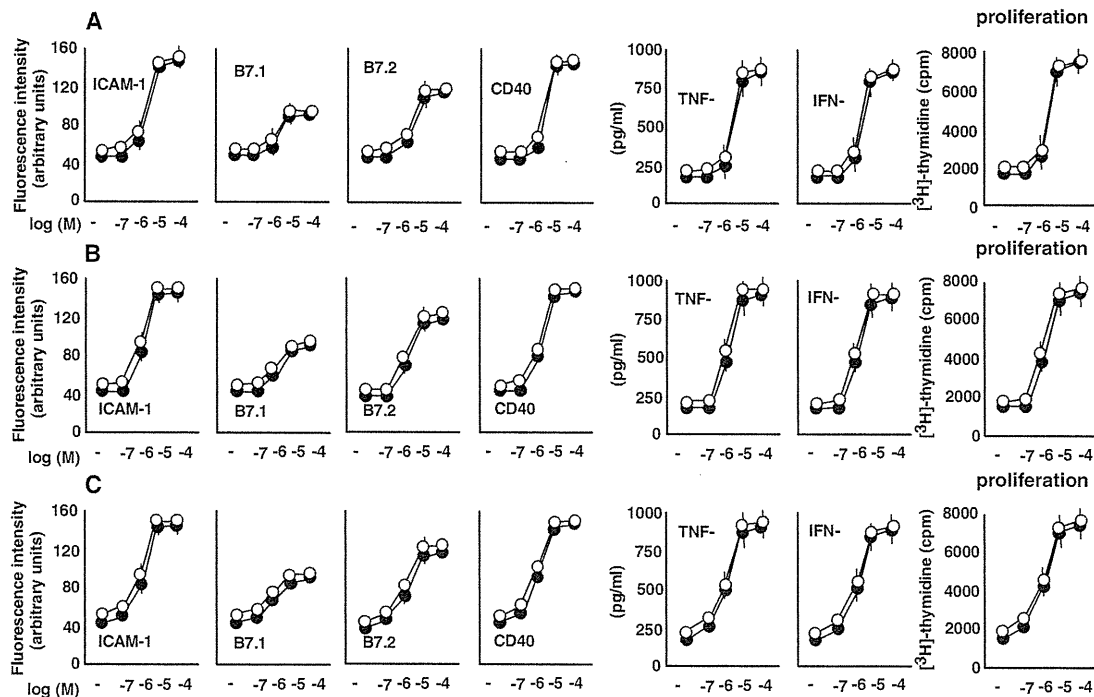 A
proliferation
Fluorescence intensity
(arbitrary units)
160
120
80
40
0
ICAM-1
B7.1
B7.2
CD40
(pg/ml)
1000
750
500
250
0
TNF-
IFN-
[³H]-thymidine (cpm)
8000
6000
4000
2000
0
log (M)
- -7 -6 -5 -4
- -7 -6 -5 -4
- -7 -6 -5 -4
- -7 -6 -5 -4
- -7 -6 -5 -4
- -7 -6 -5 -4
- -7 -6 -5 -4
B
proliferation
Fluorescence intensity
(arbitrary units)
160
120
80
40
0
ICAM-1
B7.1
B7.2
CD40
(pg/ml)
1000
750
500
250
0
TNF-
IFN-
[³H]-thymidine (cpm)
8000
6000
4000
2000
0
log (M)
- -7 -6 -5 -4
- -7 -6 -5 -4
- -7 -6 -5 -4
- -7 -6 -5 -4
- -7 -6 -5 -4
- -7 -6 -5 -4
- -7 -6 -5 -4
C
proliferation
Fluorescence intensity
(arbitrary units)
160
120
80
40
0
ICAM-1
B7.1
B7.2
CD40
(pg/ml)
1000
750
500
250
0
TNF-
IFN-
[³H]-thymidine (cpm)
8000
6000
4000
2000
0
log (M)
- -7 -6 -5 -4
- -7 -6 -5 -4
- -7 -6 -5 -4
- -7 -6 -5 -4
- -7 -6 -5 -4
- -7 -6 -5 -4
- -7 -6 -5 -4